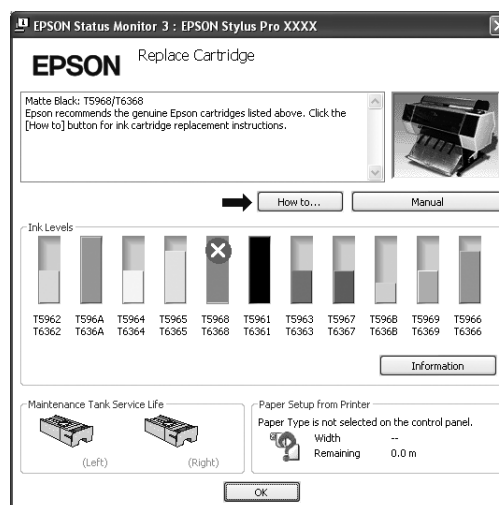 EPSON Status Monitor 3 : EPSON Stylus Pro XXXX
EPSON
Replace Cartridge
Matte Black: T5968/T6368
Epson recommends the genuine Epson cartridges listed above. Click the
[How to] button for ink cartridge replacement instructions.
How to...
Manual
Ink Levels
T5962 T596A T5964 T5965 T5968 T5961 T5963 T5967 T596B T5969 T5966
T6362 T636A T6364 T6365 T6368 T6361 T6363 T6367 T636B T6369 T6366
Information
Maintenance Tank Service Life
(Left)
(Right)
Paper Setup from Printer
Paper Type is not selected on the control panel.
Width --
Remaining 0.0 m
OK